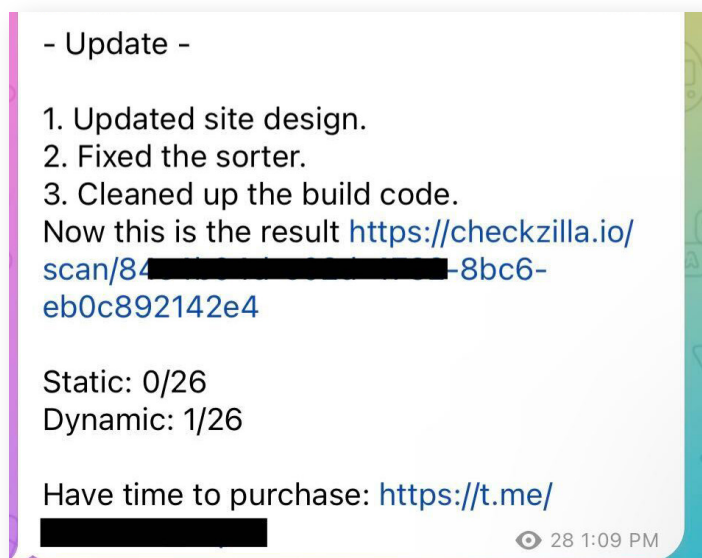 - Update -
1. Updated site design.
2. Fixed the sorter.
3. Cleaned up the build code.
Now this is the result https://checkzilla.io/
scan/84 -8bc6-
eb0c892142e4
Static: 0/26
Dynamic: 1/26
Have time to purchase: https://t.me/
28 1:09 PM